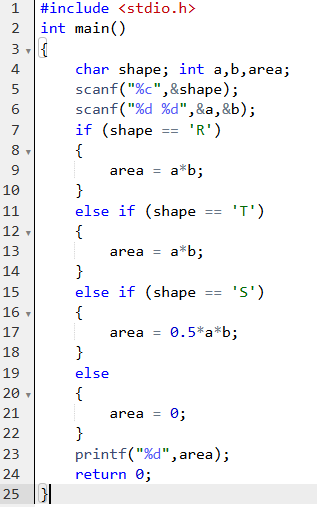 1 #include <stdio.h>
2 int main()
3 {
4     char shape; int a,b,area;
5     scanf("%c",&shape);
6     scanf("%d %d",&a,&b);
7     if (shape == 'R')
8     {
9         area = a*b;
10     }
11     else if (shape == 'T')
12     {
13         area = a*b;
14     }
15     else if (shape == 'S')
16     {
17         area = 0.5*a*b;
18     }
19     else
20     {
21         area = 0;
22     }
23     printf("%d",area);
24     return 0;
25 }